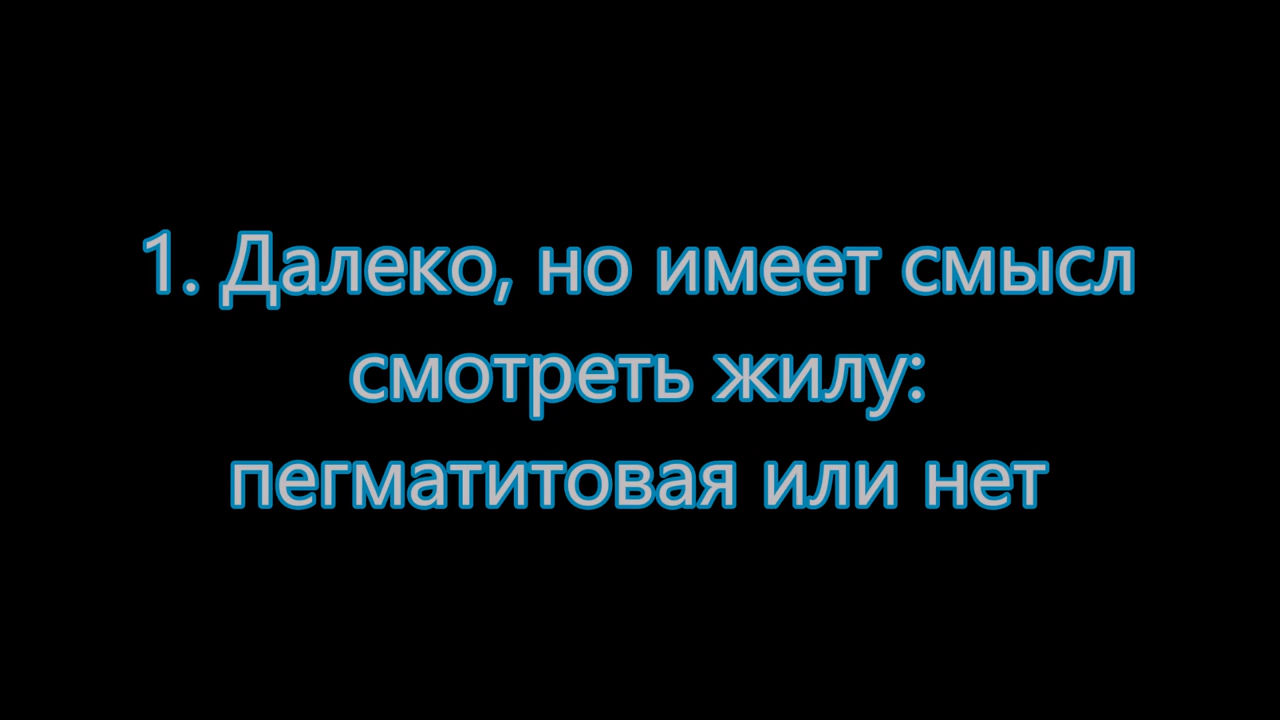 1. Далеко, но имеет смысл
смотреть жилу:
пегматитовая или нет